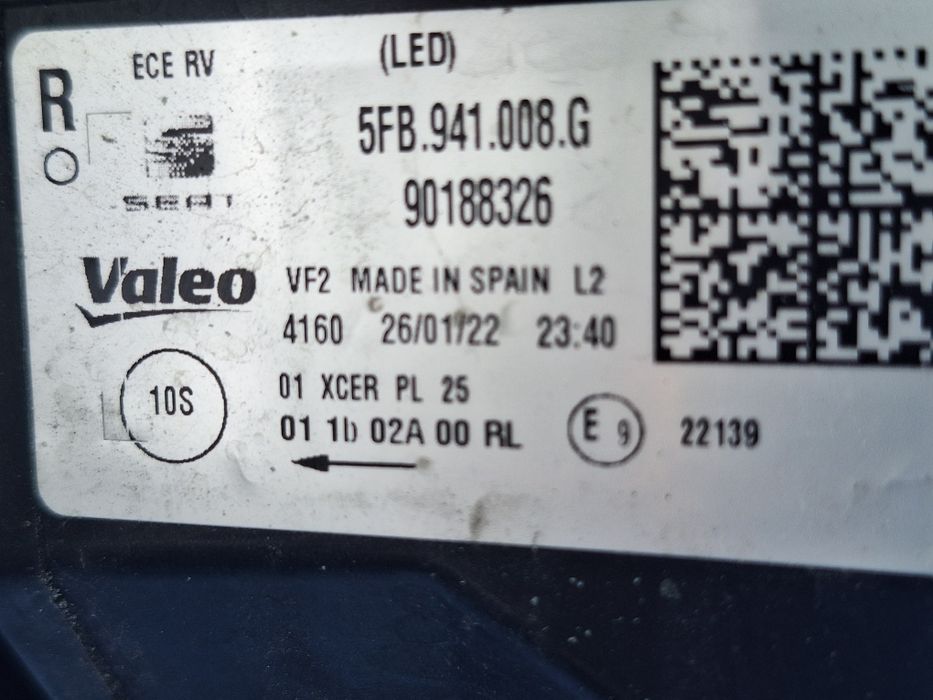 R
ECE RV
(LED)
5FB.941.008.G
90188326
SEAT
Valeo
VF2 MADE IN SPAIN L2
4160 26/01/22 23:40
10S
01 XCER PL 25
01 1b 02A 00 RL
E 9
22139